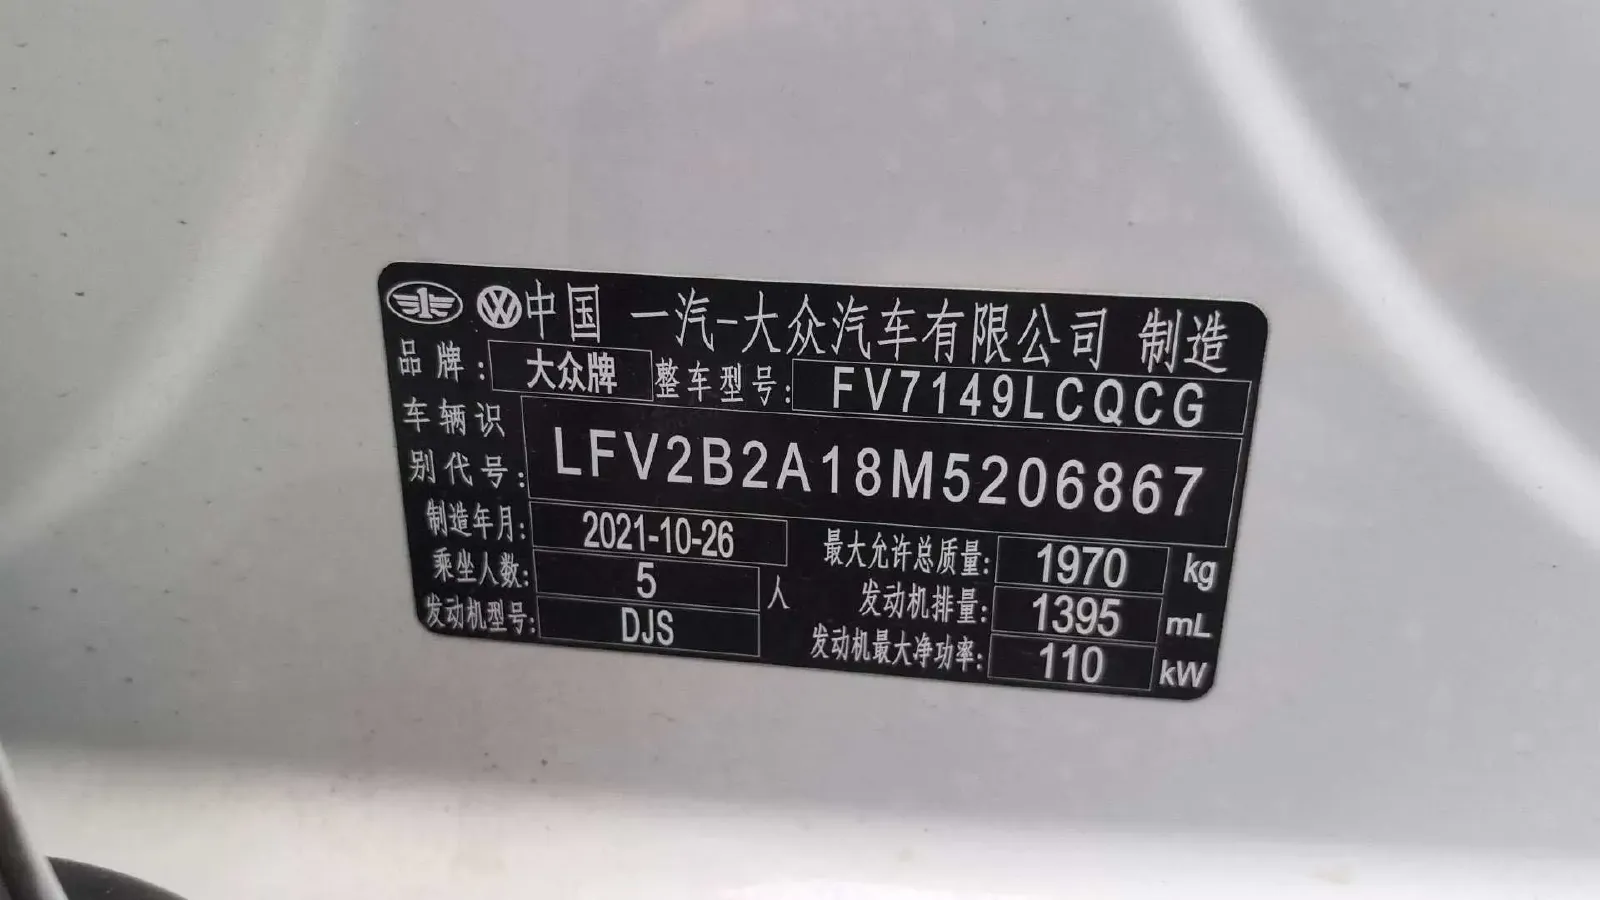 中国 一汽-大众汽车有限公司 制造
品牌: 大众牌 整车型号: FV7149LCQCG
车辆识别代号: LFV2B2A18M5206867
制造年月: 2021-10-26 最大允许总质量: 1970 kg
乘坐人数: 5 人 发动机排量: 1395 mL
发动机型号: DJS 发动机最大净功率: 110 kW